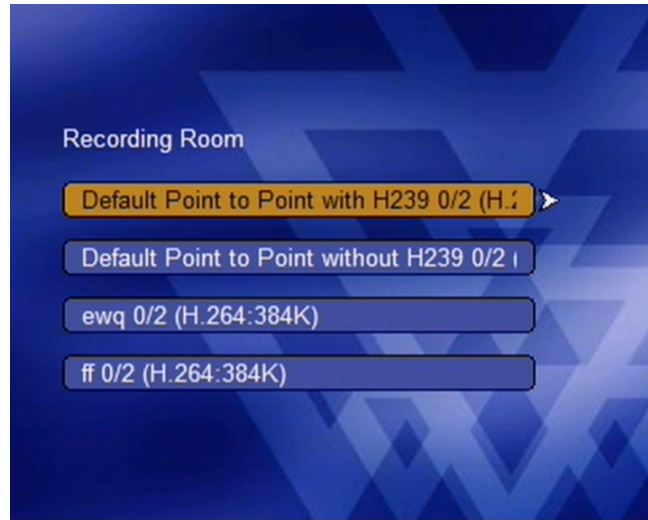 Recording Room
Default Point to Point with H239 0/2 (H.2
Default Point to Point without H239 0/2 (
ewq 0/2 (H.264:384K)
ff 0/2 (H.264:384K)